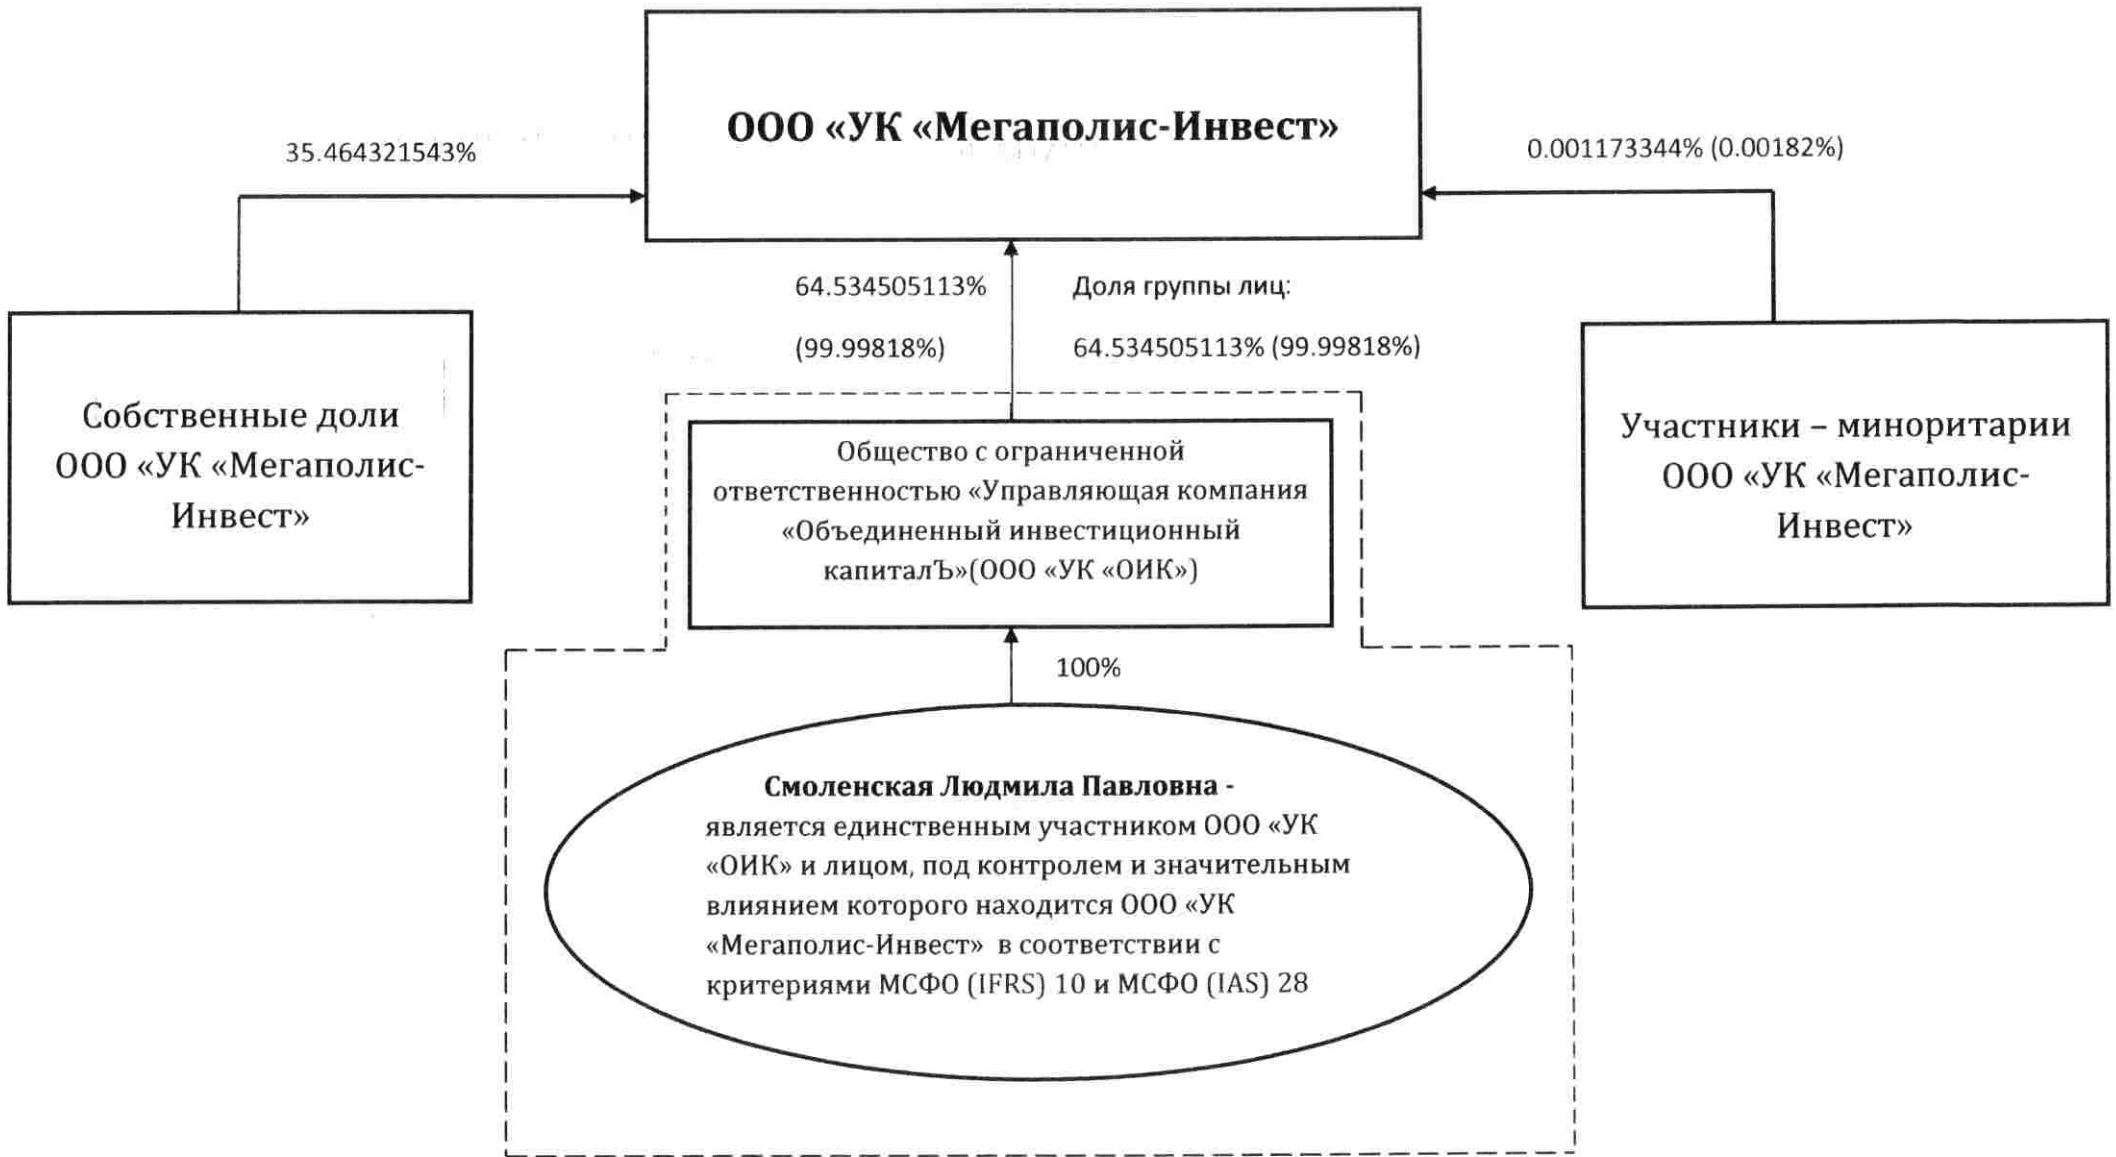 ООО «УК «Мегаполис-Инвест»
35.464321543%
0.001173344% (0.00182%)
64.534505113%
(99.99818%)
Доля группы лиц:
64.534505113% (99.99818%)
Собственные доли
ООО «УК «Мегаполис-
Инвест»
Общество с ограниченной
ответственностью «Управляющая компания
«Объединенный инвестиционный
капиталЪ»(ООО «УК «ОИК»)
Участники – миноритарии
ООО «УК «Мегаполис-
Инвест»
100%
Смоленская Людмила Павловна -
является единственным участником ООО «УК
«ОИК» и лицом, под контролем и значительным
влиянием которого находится ООО «УК
«Мегаполис-Инвест» в соответствии с
критериями МСФО (IFRS) 10 и МСФО (IAS) 28